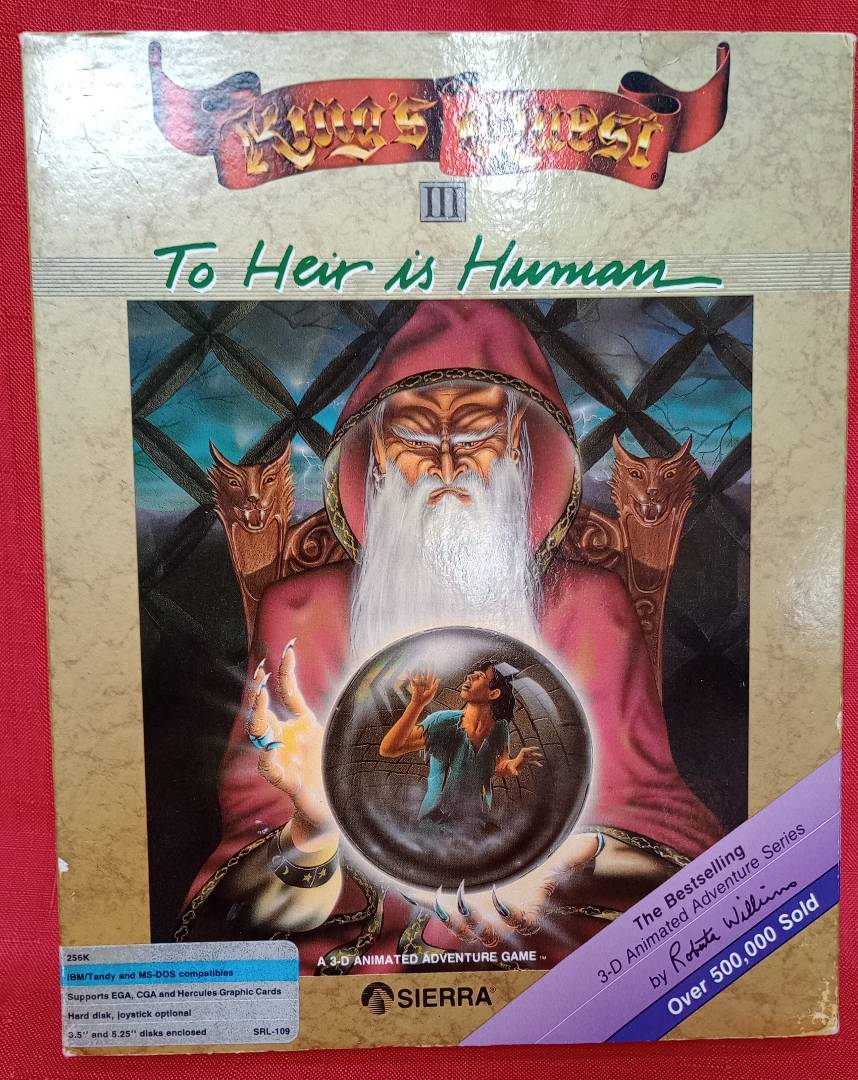 King's Quest®
III
To Heir is Human
The Bestselling
3-D Animated Adventure Series
by Roberta Williams
Over 500,000 Sold
256K
IBM/Tandy and MS-DOS compatibles
Supports EGA, CGA and Hercules Graphic Cards
Hard disk, joystick optional
3.5" and 5.25" disks enclosed SRL-109
A 3-D ANIMATED ADVENTURE GAME™
SIERRA®